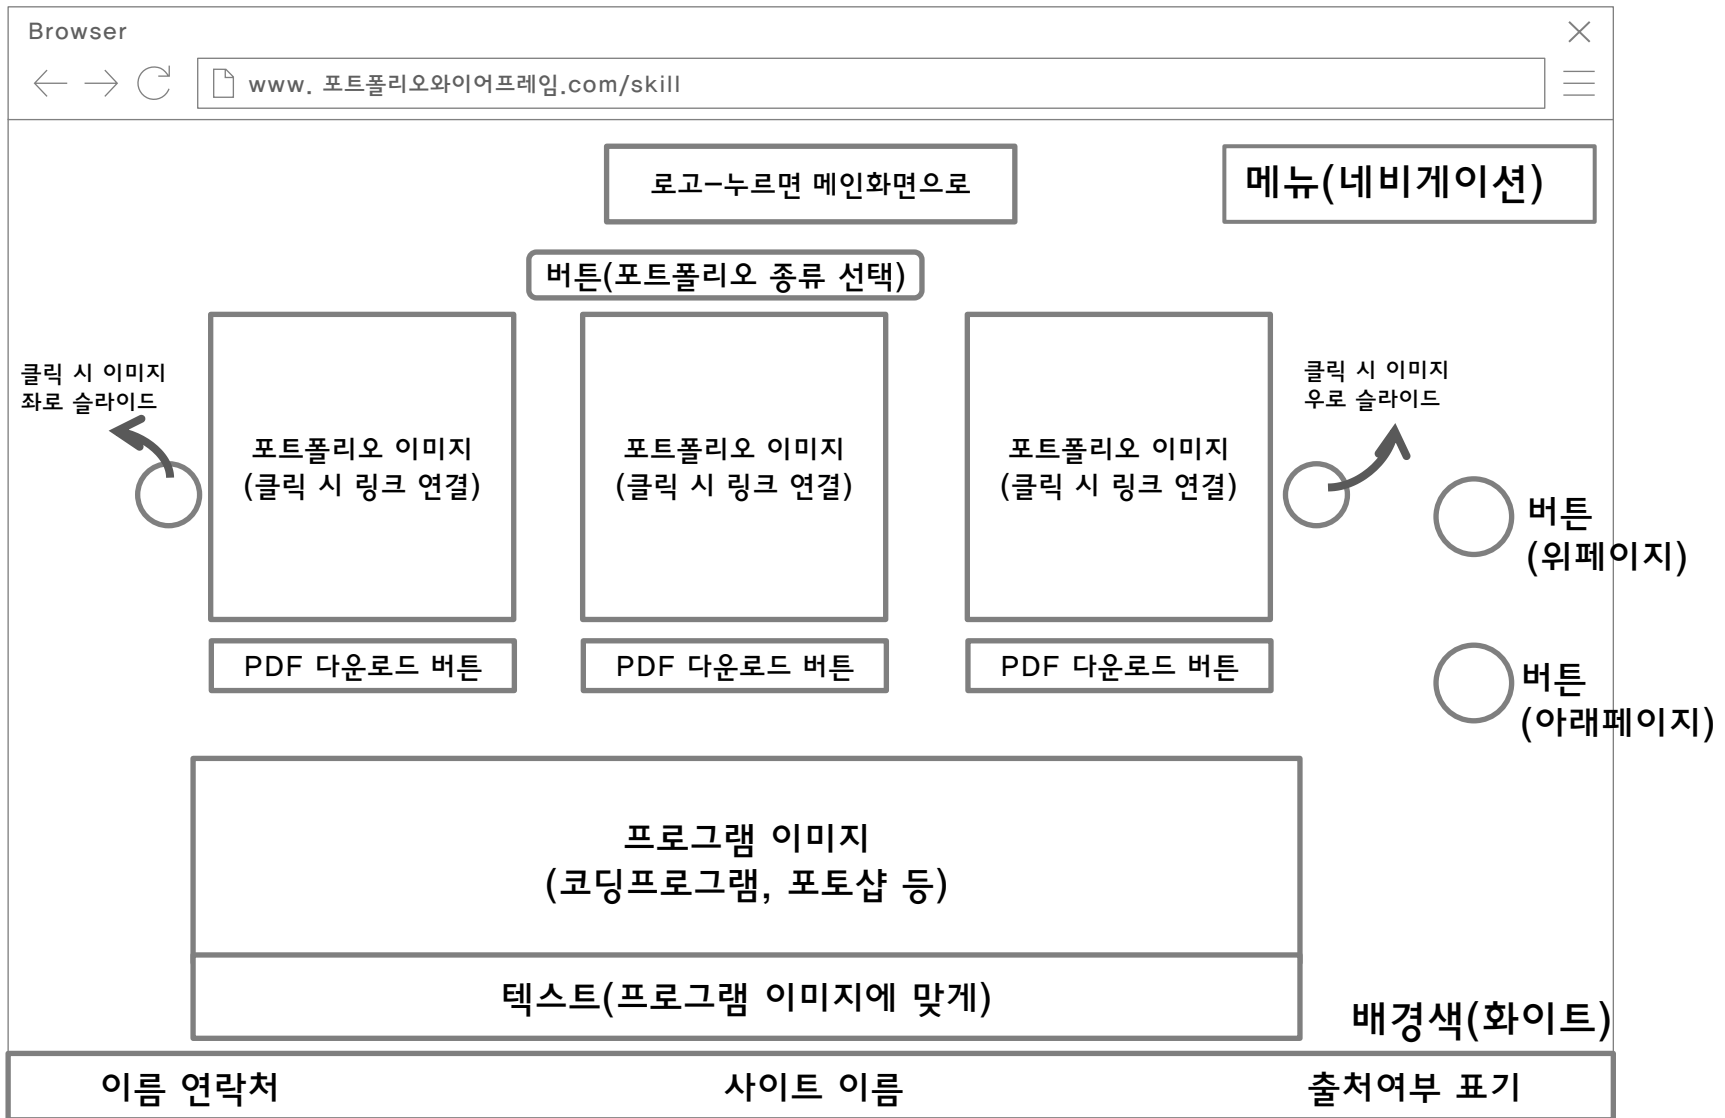 Browser
www. 포트폴리오와이어프레임.com/skill
로고-누르면 메인화면으로
메뉴(네비게이션)
버튼(포트폴리오 종류 선택)
클릭 시 이미지
좌로 슬라이드
포트폴리오 이미지
(클릭 시 링크 연결)
포트폴리오 이미지
(클릭 시 링크 연결)
포트폴리오 이미지
(클릭 시 링크 연결)
클릭 시 이미지
우로 슬라이드
버튼
(위페이지)
PDF 다운로드 버튼
PDF 다운로드 버튼
PDF 다운로드 버튼
버튼
(아래페이지)
프로그램 이미지
(코딩프로그램, 포토샵 등)
텍스트(프로그램 이미지에 맞게)
배경색(화이트)
이름 연락처
사이트 이름
출처여부 표기